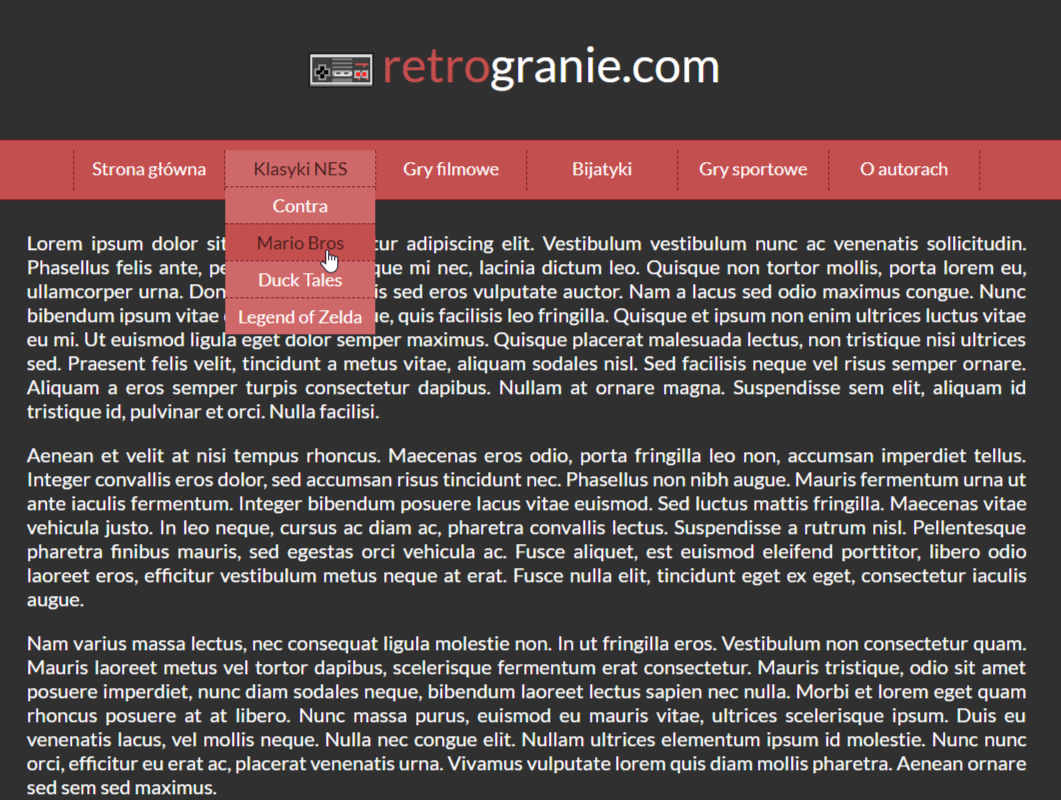 retrogranie.com
Strona główna
Klasyki NES
Gry filmowe
Bijatyki
Gry sportowe
O autorach
Contra
Mario Bros
Duck Tales
Legend of Zelda
Lorem ipsum dolor sit tur adipiscing elit. Vestibulum vestibulum nunc ac venenatis sollicitudin.
Phasellus felis ante, pe que mi nec, lacinia dictum leo. Quisque non tortor mollis, porta lorem eu,
ullamcorper urna. Don is sed eros vulputate auctor. Nam a lacus sed odio maximus congue. Nunc
bibendum ipsum vitae e, quis facilisis leo fringilla. Quisque et ipsum non enim ultrices luctus vitae
eu mi. Ut euismod ligula eget dolor semper maximus. Quisque placerat malesuada lectus, non tristique nisi ultrices
sed. Praesent felis velit, tincidunt a metus vitae, aliquam sodales nisl. Sed facilisis neque vel risus semper ornare.
Aliquam a eros semper turpis consectetur dapibus. Nullam at ornare magna. Suspendisse sem elit, aliquam id
tristique id, pulvinar et orci. Nulla facilisi.
Aenean et velit at nisi tempus rhoncus. Maecenas eros odio, porta fringilla leo non, accumsan imperdiet tellus.
Integer convallis eros dolor, sed accumsan risus tincidunt nec. Phasellus non nibh augue. Mauris fermentum urna ut
ante iaculis fermentum. Integer bibendum posuere lacus vitae euismod. Sed luctus mattis fringilla. Maecenas vitae
vehicula justo. In leo neque, cursus ac diam ac, pharetra convallis lectus. Suspendisse a rutrum nisl. Pellentesque
pharetra finibus mauris, sed egestas orci vehicula ac. Fusce aliquet, est euismod eleifend porttitor, libero odio
laoreet eros, efficitur vestibulum metus neque at erat. Fusce nulla elit, tincidunt eget ex eget, consectetur iaculis
augue.
Nam varius massa lectus, nec consequat ligula molestie non. In ut fringilla eros. Vestibulum non consectetur quam.
Mauris laoreet metus vel tortor dapibus, scelerisque fermentum erat consectetur. Mauris tristique, odio sit amet
posuere imperdiet, nunc diam sodales neque, bibendum laoreet lectus sapien nec nulla. Morbi et lorem eget quam
rhoncus posuere at at libero. Nunc massa purus, euismod eu mauris vitae, ultrices scelerisque ipsum. Duis eu
venenatis lacus, vel mollis neque. Nulla nec congue elit. Nullam ultrices elementum ipsum id molestie. Nunc nunc
orci, efficitur eu erat ac, placerat venenatis urna. Vivamus vulputate lorem quis diam mollis pharetra. Aenean ornare
sed sem sed maximus.